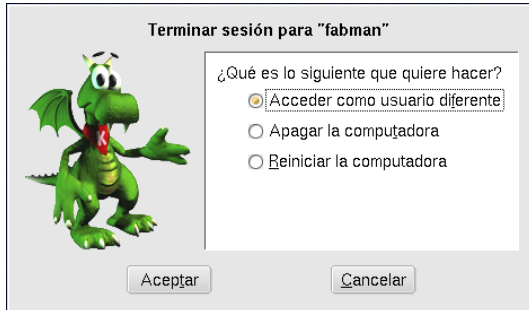 Terminar sesión para "fabman"
¿Qué es lo siguiente que quiere hacer?
Acceder como usuario diferente
Apagar la computadora
Reiniciar la computadora
K
Aceptar
Cancelar